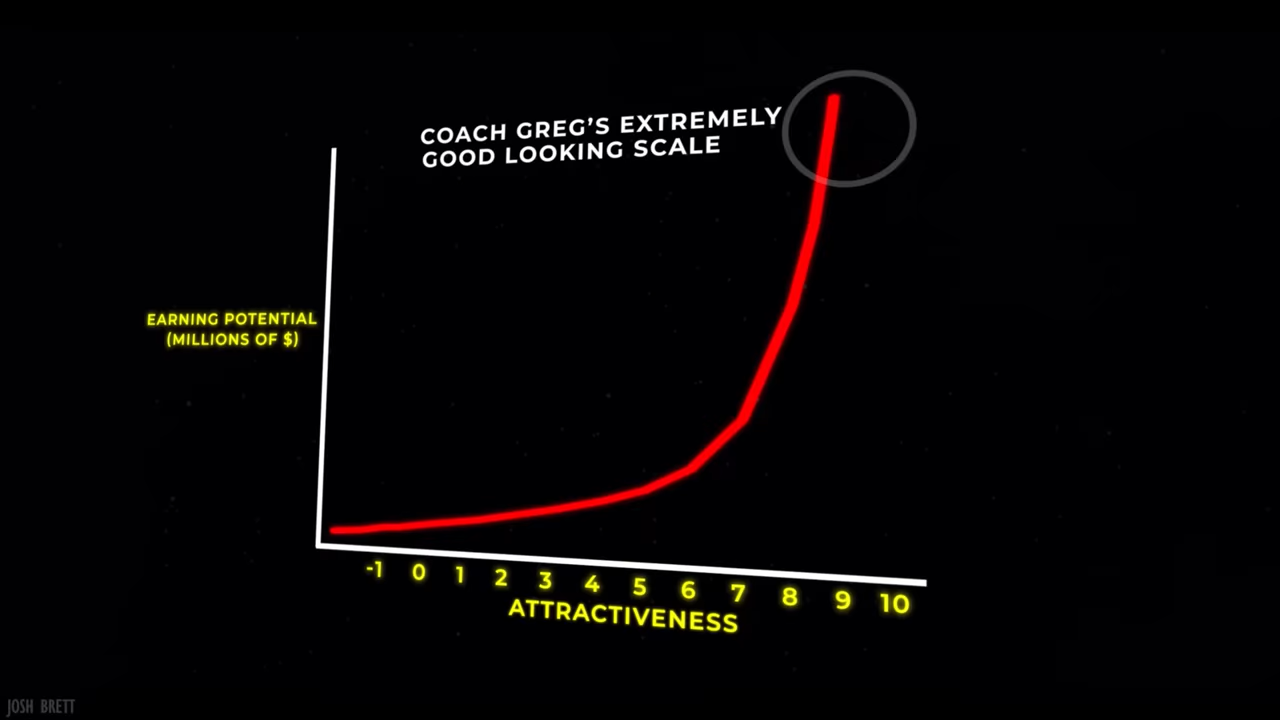 COACH GREG'S EXTREMELY
GOOD LOOKING SCALE
EARNING POTENTIAL
(MILLIONS OF $)
-1 0 1 2 3 4 5 6 7 8 9 10
ATTRACTIVENESS
JOSH BRETT